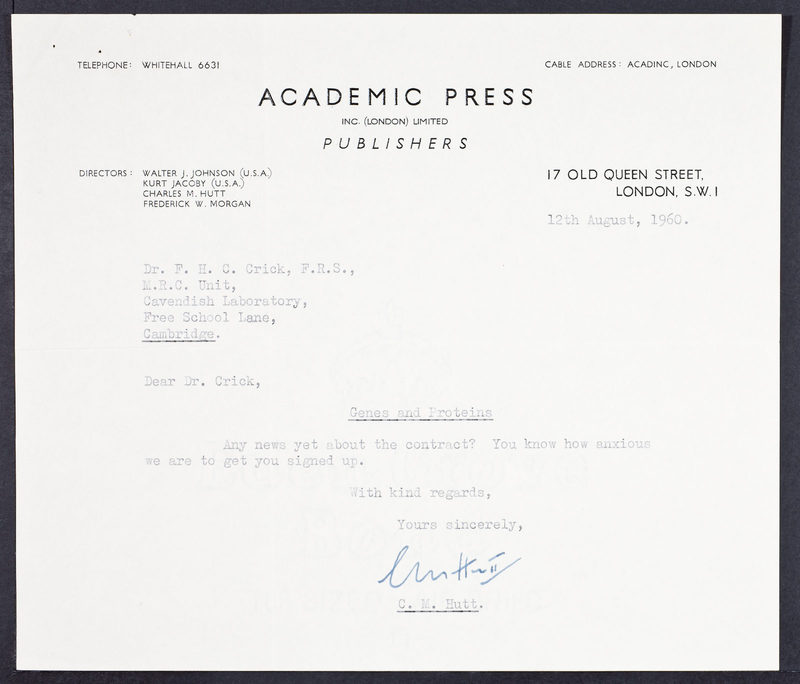 TELEPHONE: WHITEHALL 6631
CABLE ADDRESS: ACADINC, LONDON
ACADEMIC PRESS
INC. (LONDON) LIMITED
PUBLISHERS
DIRECTORS: WALTER J. JOHNSON (U.S.A.)
KURT JACOBY (U.S.A.)
CHARLES M. HUTT
FREDERICK W. MORGAN
17 OLD QUEEN STREET,
LONDON, S.W.1
12th August, 1960.
Dr. F. H. C. Crick, F.R.S.,
M.R.C. Unit,
Cavendish Laboratory,
Free School Lane,
Cambridge.
Dear Dr. Crick,
Genes and Proteins
Any news yet about the contract? You know how anxious
we are to get you signed up.
With kind regards,
Yours sincerely,
C. M. Hutt.